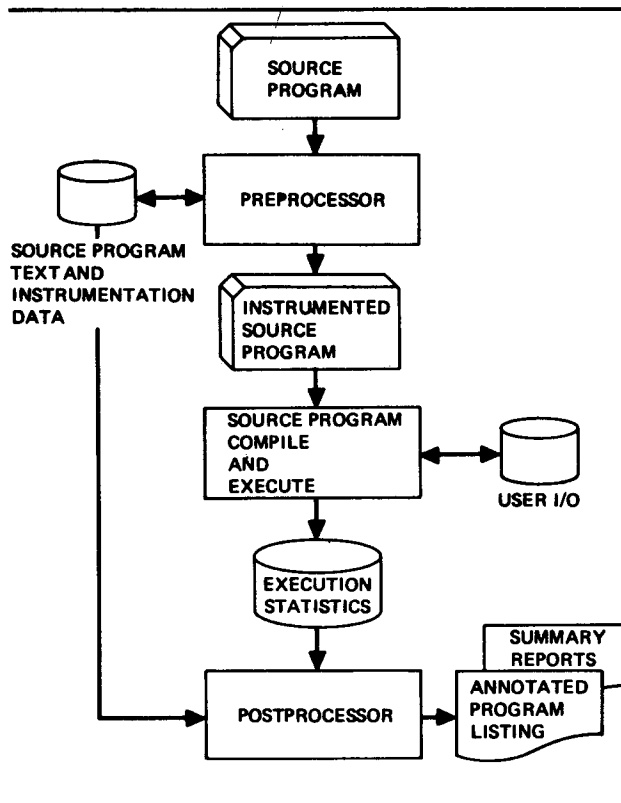 SOURCE
PROGRAM
PREPROCESSOR
SOURCE PROGRAM
TEXT AND
INSTRUMENTATION
DATA
INSTRUMENTED
SOURCE
PROGRAM
SOURCE PROGRAM
COMPILE
AND
EXECUTE
USER I/O
EXECUTION
STATISTICS
SUMMARY
REPORTS
POSTPROCESSOR
ANNOTATED
PROGRAM
LISTING